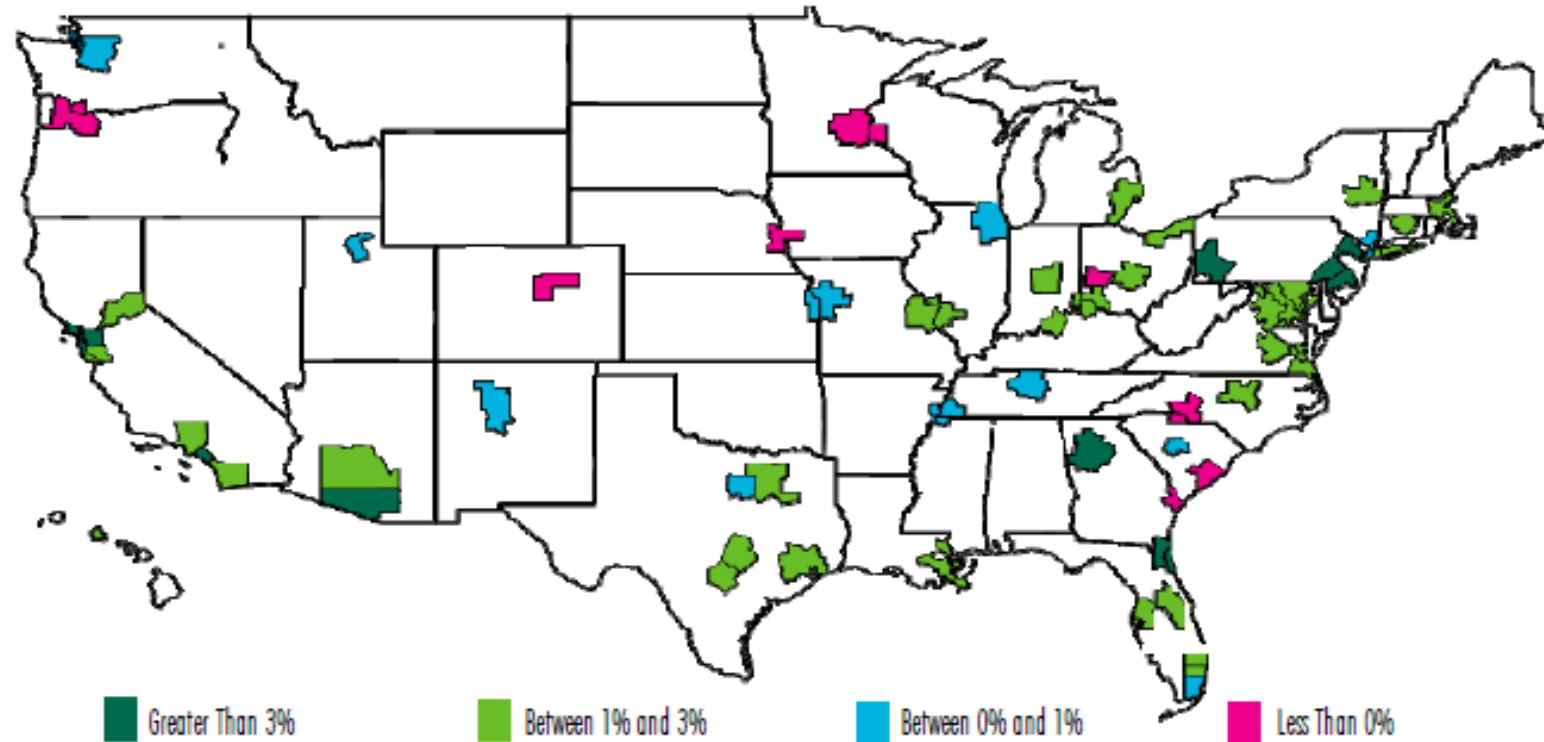 Greater Than 3%
Between 1% and 3%
Between 0% and 1%
Less Than 0%